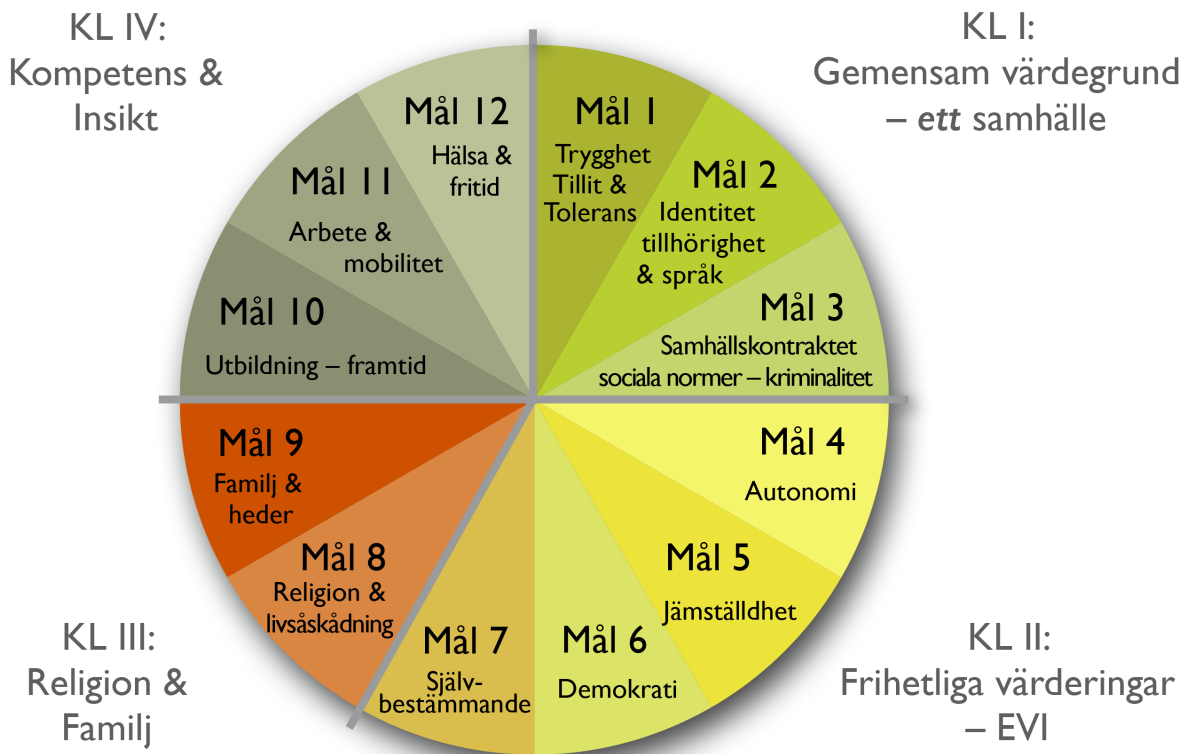 KL IV:
Kompetens &
Insikt
KL I:
Gemensam värdegrund
– ett samhälle
Mål 1
Trygghet
Tillit &
Tolerans
Mål 2
Identitet
tillhörighet
& språk
Mål 3
Samhällskontraktet
sociala normer – kriminalitet
Mål 4
Autonomi
Mål 5
Jämställdhet
Mål 6
Demokrati
Mål 7
Själv-
bestämmande
Mål 8
Religion &
livsåskådning
Mål 9
Familj &
heder
Mål 10
Utbildning – framtid
Mål 11
Arbete &
mobilitet
Mål 12
Hälsa &
fritid
KL III:
Religion &
Familj
KL II:
Frihetliga värderingar
– EVI